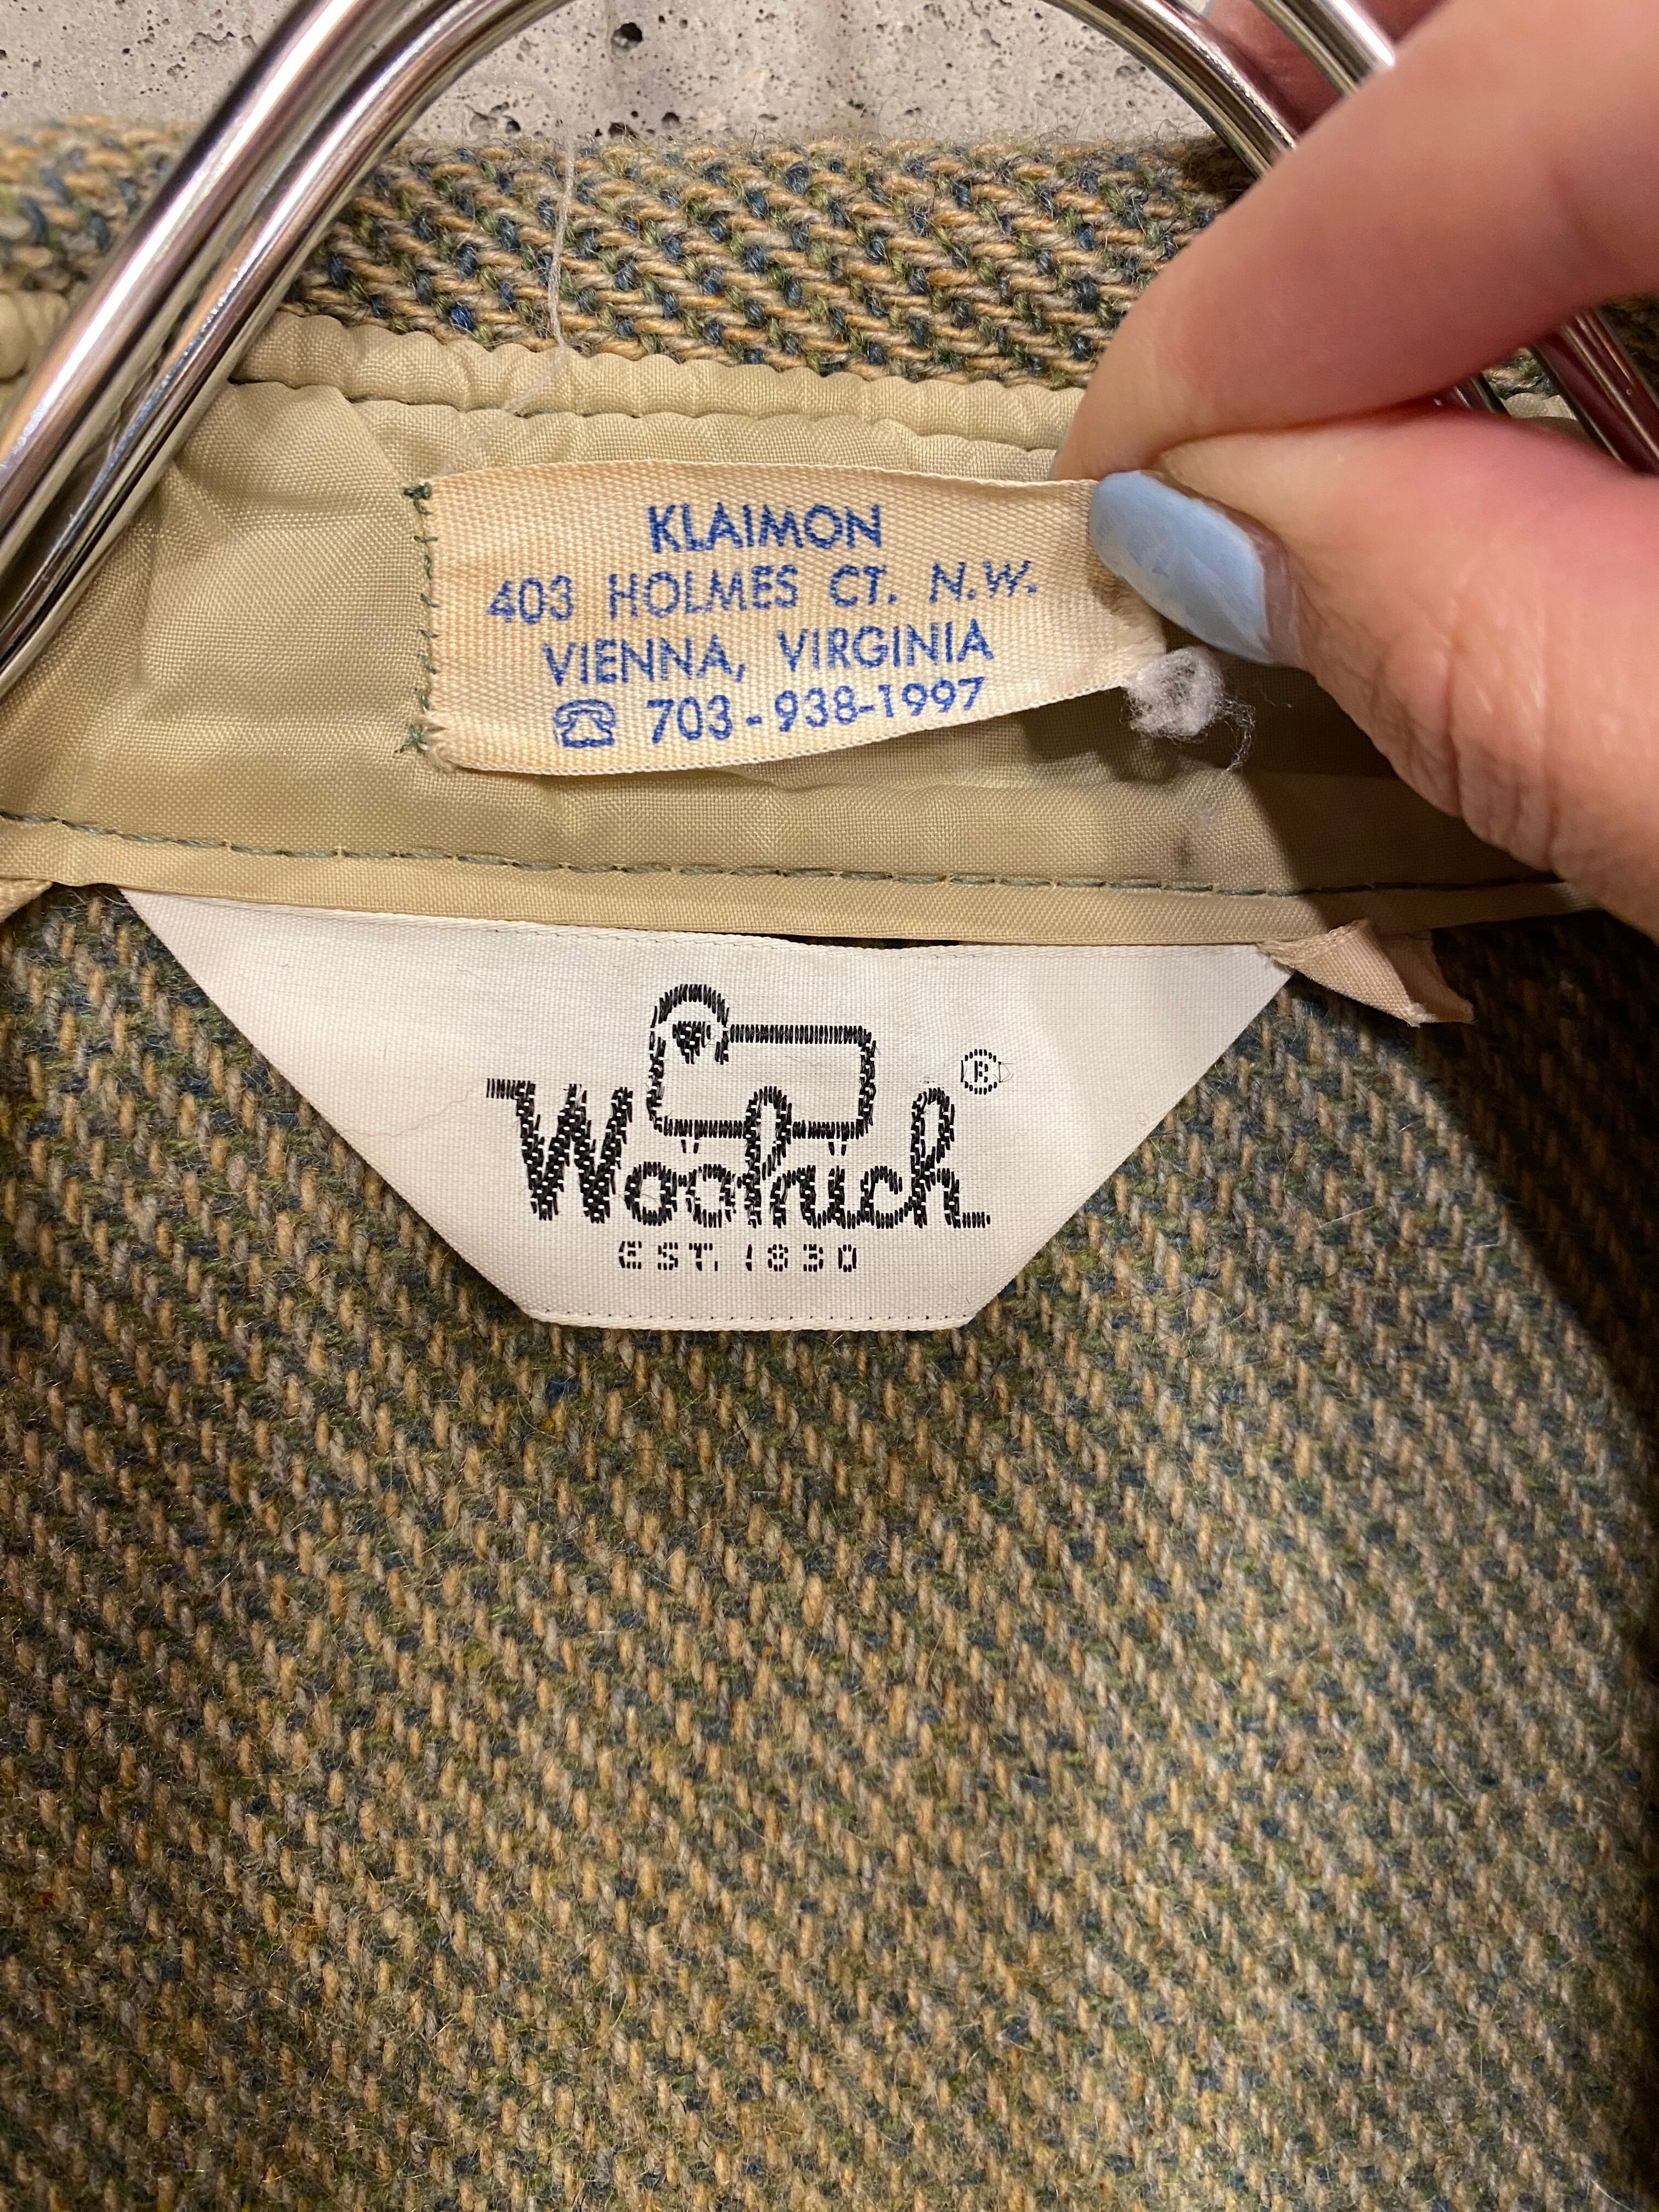 KLAIMON
403 HOLMES CT. N.W.
VIENNA, VIRGINIA
☎ 703-938-1997
Woolrich ®
EST. 1830